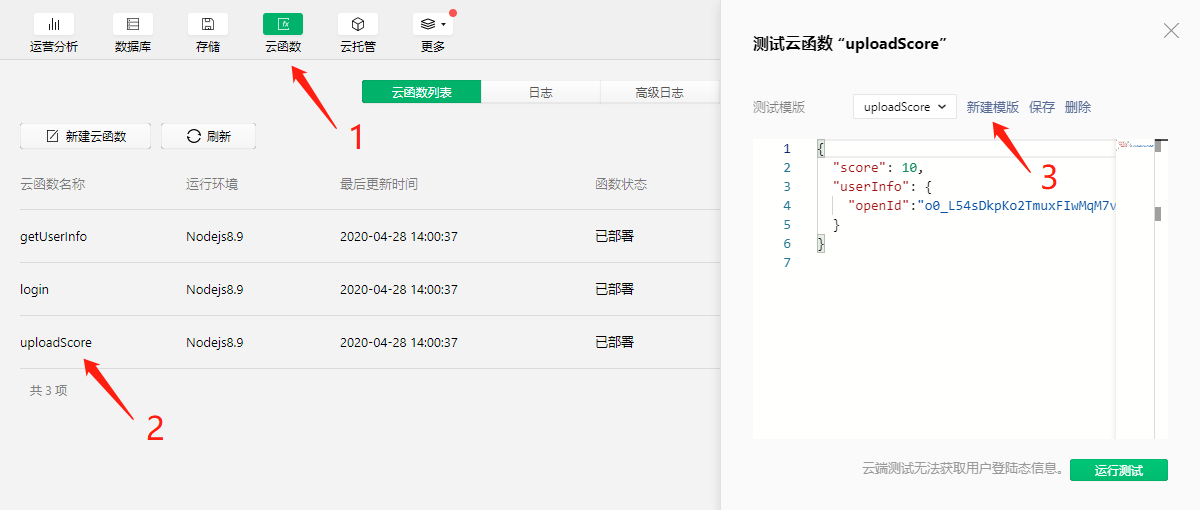 运营分析 数据库 存储 云函数 云托管 更多
云函数列表 日志 高级日志
1
新建云函数 刷新
云函数名称 运行环境 最后更新时间 函数状态
getUserInfo Nodejs8.9 2020-04-28 14:00:37 已部署
login Nodejs8.9 2020-04-28 14:00:37 已部署
uploadScore Nodejs8.9 2020-04-28 14:00:37 已部署
共 3 项
2
测试云函数 “uploadScore”
测试模版 uploadScore 新建模版 保存 删除
3
1 {
2 "score": 10,
3 "userInfo": {
4 "openId":"o0_L54sDkpKo2TmuxFIwMqM7v
5 }
6 }
7
云端测试无法获取用户登陆态信息。 运行测试